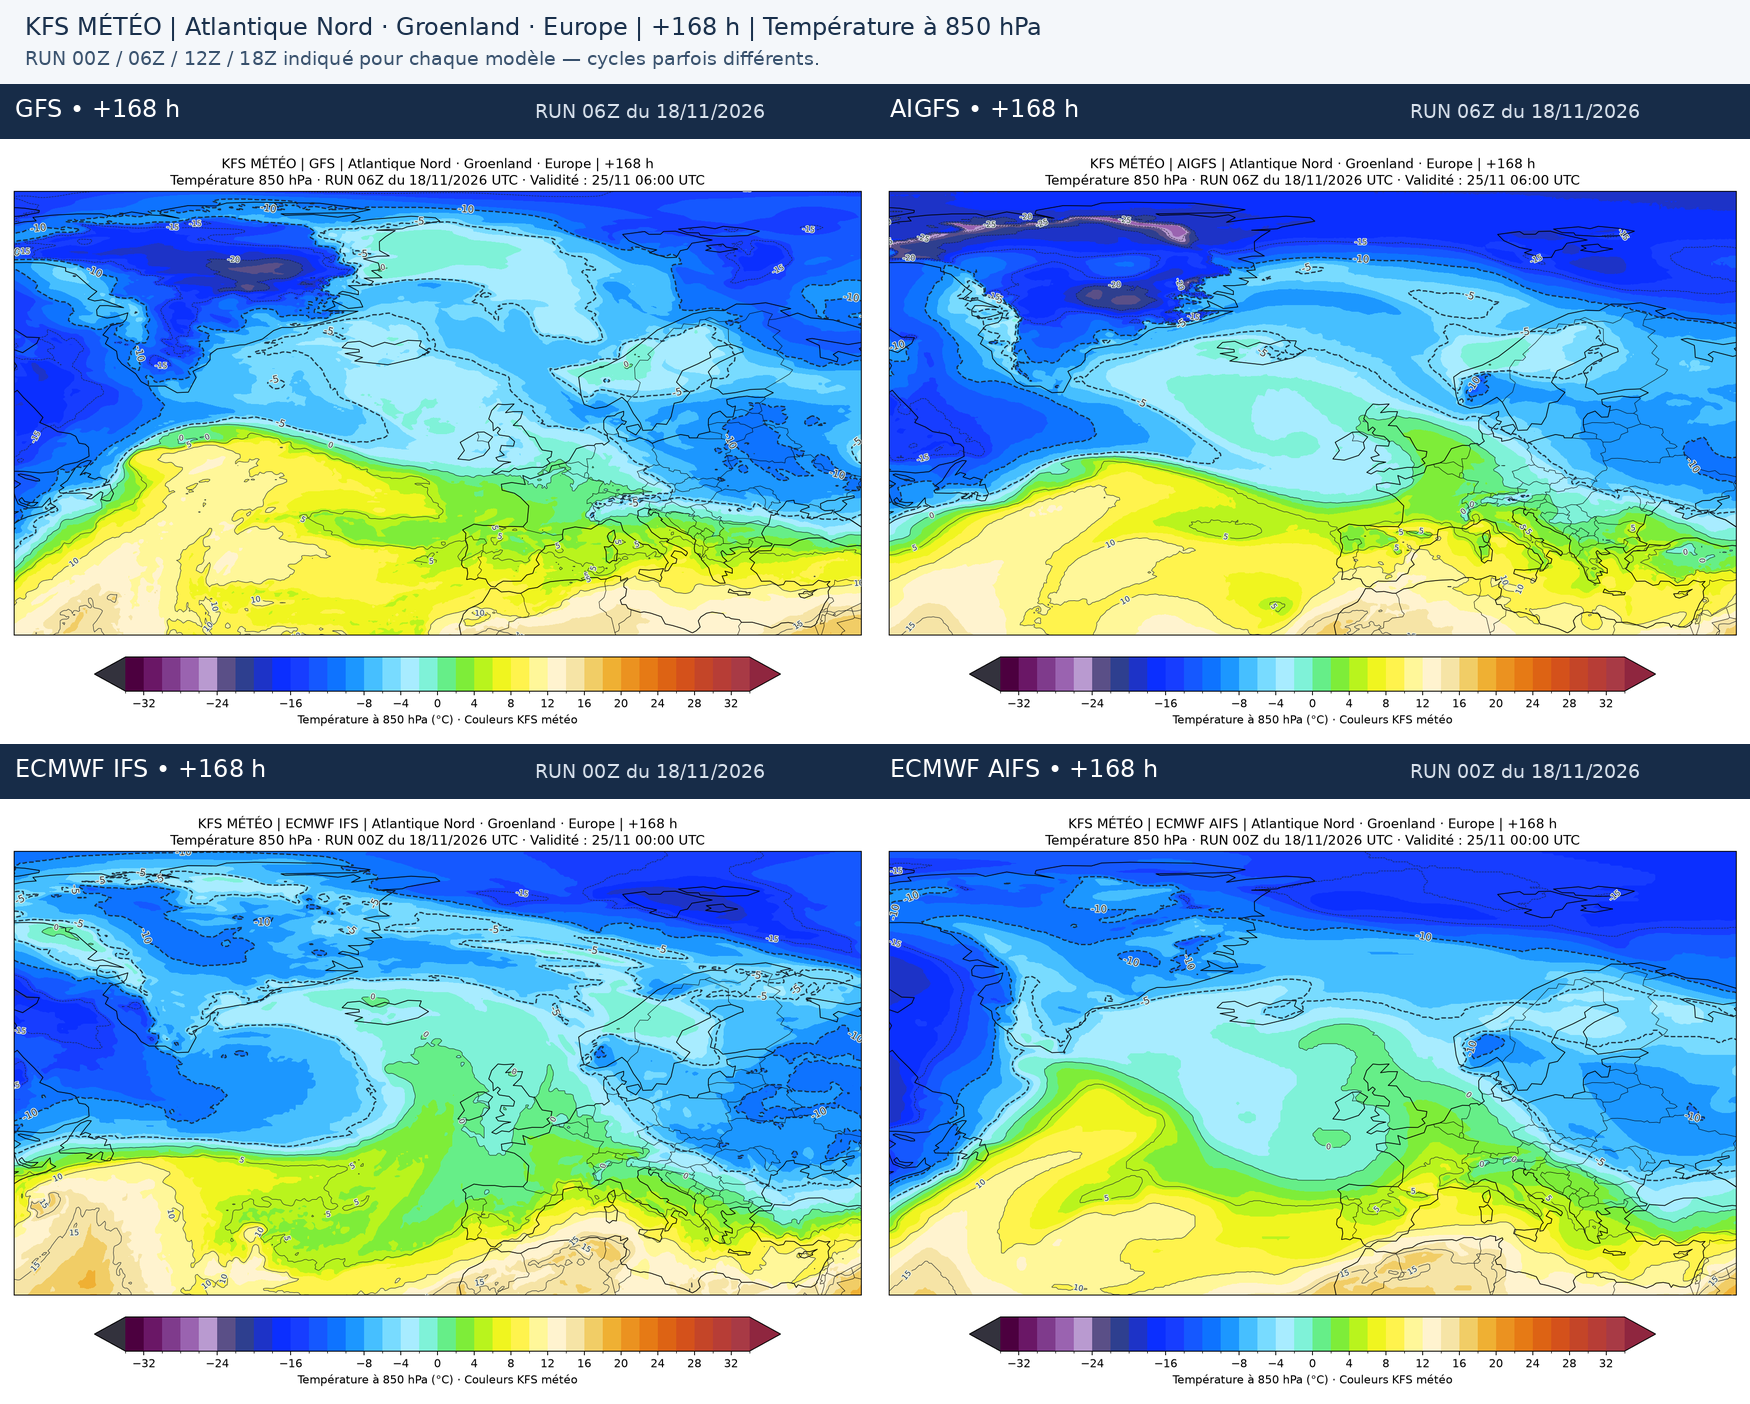 KFS MÉTÉO | Atlantique Nord · Groenland · Europe | +168 h | Température à 850 hPa
RUN 00Z / 06Z / 12Z / 18Z indiqué pour chaque modèle — cycles parfois différents.
GFS • +168 h
RUN 06Z du 18/11/2026
KFS MÉTÉO | GFS | Atlantique Nord · Groenland · Europe | +168 h
Température 850 hPa · RUN 06Z du 18/11/2026 UTC · Validité : 25/11 06:00 UTC
−32 −24 −16 −8 −4 0 4 8 12 16 20 24 28 32
Température à 850 hPa (°C) · Couleurs KFS météo
AIGFS • +168 h
RUN 06Z du 18/11/2026
KFS MÉTÉO | AIGFS | Atlantique Nord · Groenland · Europe | +168 h
Température 850 hPa · RUN 06Z du 18/11/2026 UTC · Validité : 25/11 06:00 UTC
−32 −24 −16 −8 −4 0 4 8 12 16 20 24 28 32
Température à 850 hPa (°C) · Couleurs KFS météo
ECMWF IFS • +168 h
RUN 00Z du 18/11/2026
KFS MÉTÉO | ECMWF IFS | Atlantique Nord · Groenland · Europe | +168 h
Température 850 hPa · RUN 00Z du 18/11/2026 UTC · Validité : 25/11 00:00 UTC
−32 −24 −16 −8 −4 0 4 8 12 16 20 24 28 32
Température à 850 hPa (°C) · Couleurs KFS météo
ECMWF AIFS • +168 h
RUN 00Z du 18/11/2026
KFS MÉTÉO | ECMWF AIFS | Atlantique Nord · Groenland · Europe | +168 h
Température 850 hPa · RUN 00Z du 18/11/2026 UTC · Validité : 25/11 00:00 UTC
−32 −24 −16 −8 −4 0 4 8 12 16 20 24 28 32
Température à 850 hPa (°C) · Couleurs KFS météo